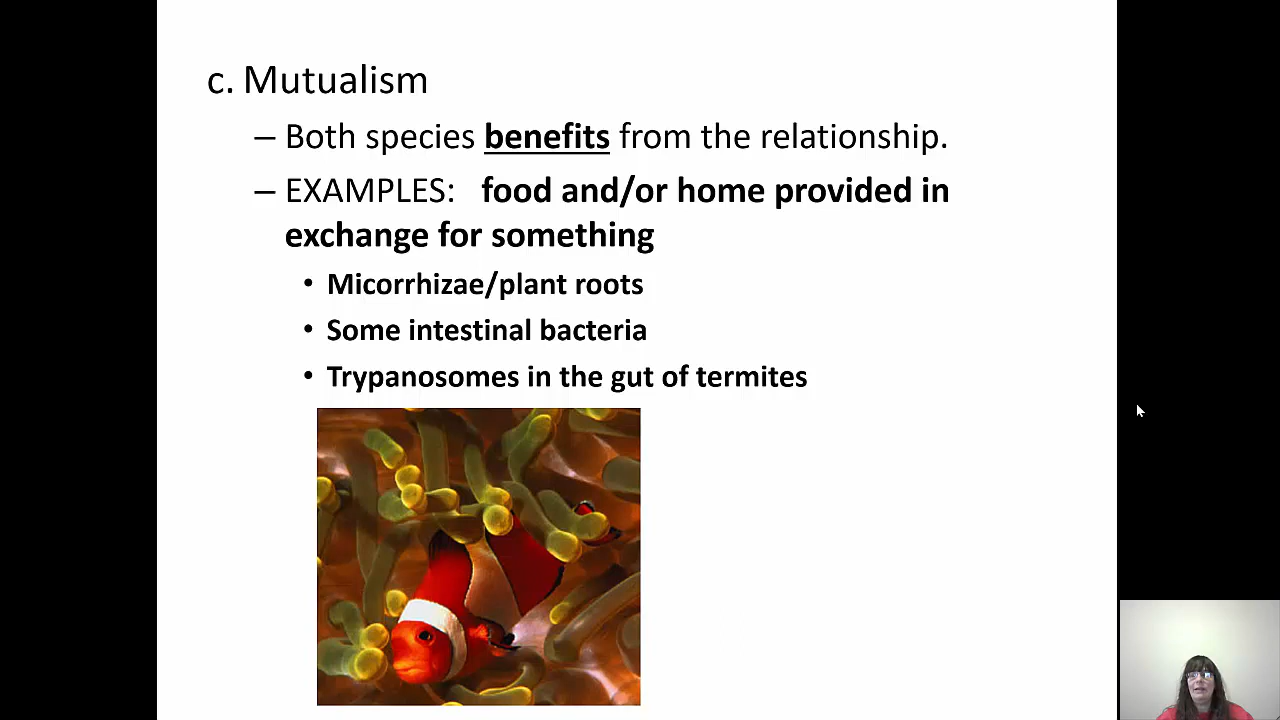 c. Mutualism
– Both species benefits from the relationship.
– EXAMPLES: food and/or home provided in
exchange for something
• Micorrhizae/plant roots
• Some intestinal bacteria
• Trypanosomes in the gut of termites